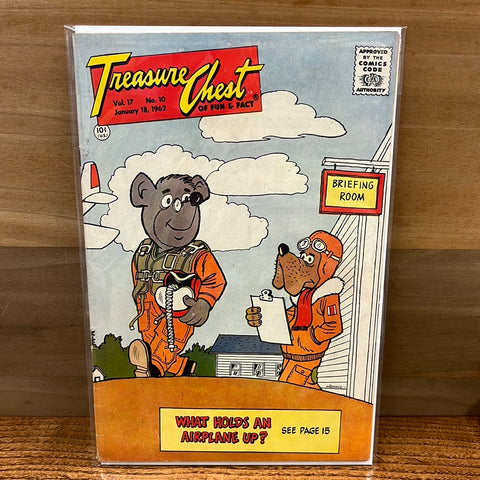 Treasure Chest
OF FUN & FACT®
Vol. 17 No. 10
January 18, 1962
10¢
APPROVED
BY THE
COMICS
CODE
AUTHORITY
BRIEFING
ROOM
WHAT HOLDS AN
AIRPLANE UP?
SEE PAGE 15